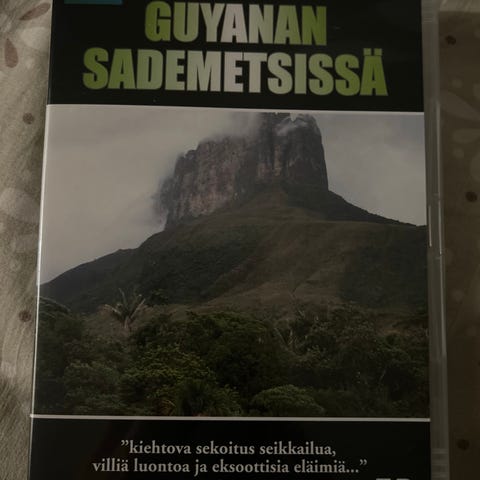 GUYANAN
SADEMETSISSÄ
”kiehtova sekoitus seikkailua,
villiä luontoa ja eksoottisia eläimiä...”